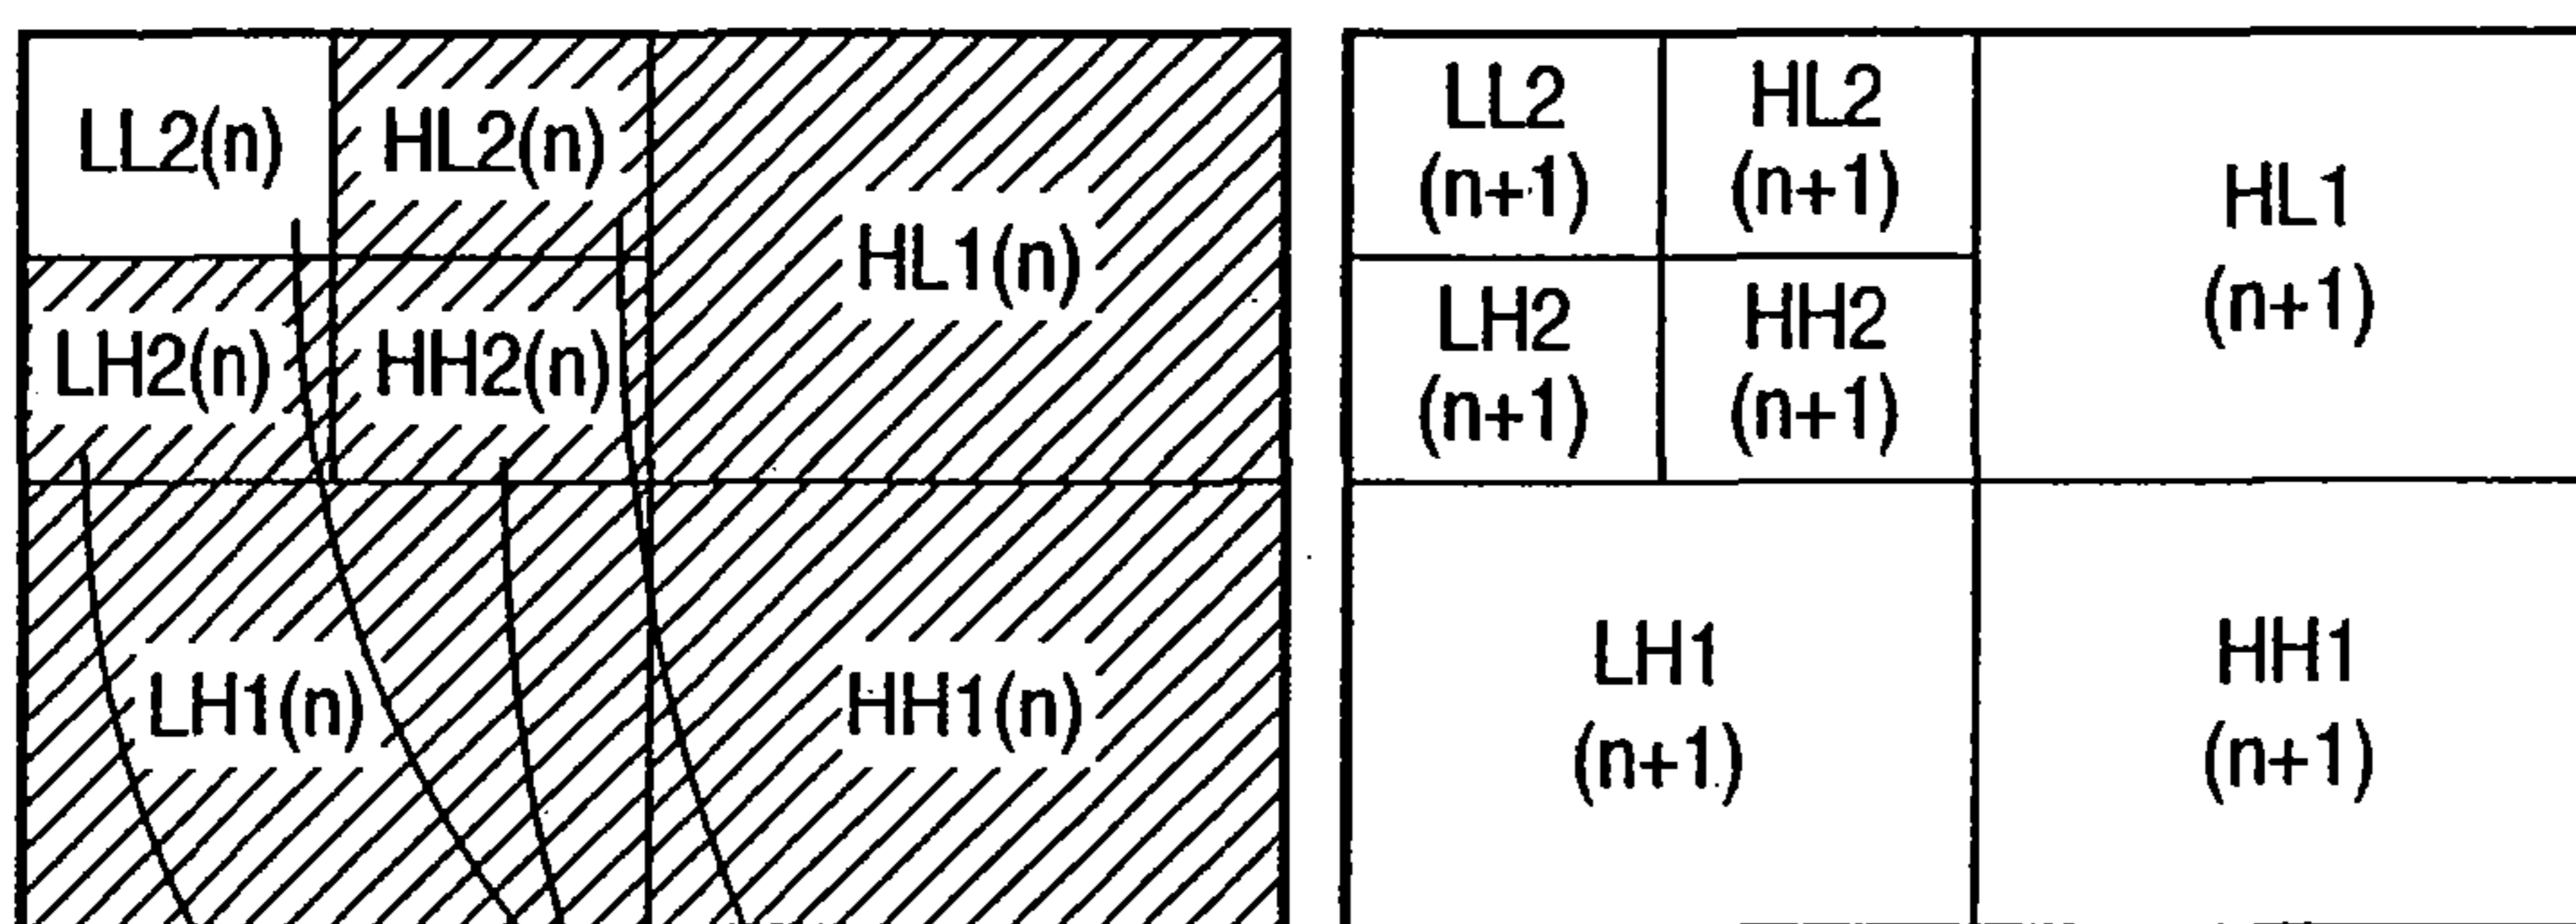 LL2(n) HL2(n)
HL1(n)
LH2(n) HH2(n)
LH1(n) HH1(n)
LL2
(n+1)
HL2
(n+1)
HL1
(n+1)
LH2
(n+1)
HH2
(n+1)
LH1
(n+1)
HH1
(n+1)